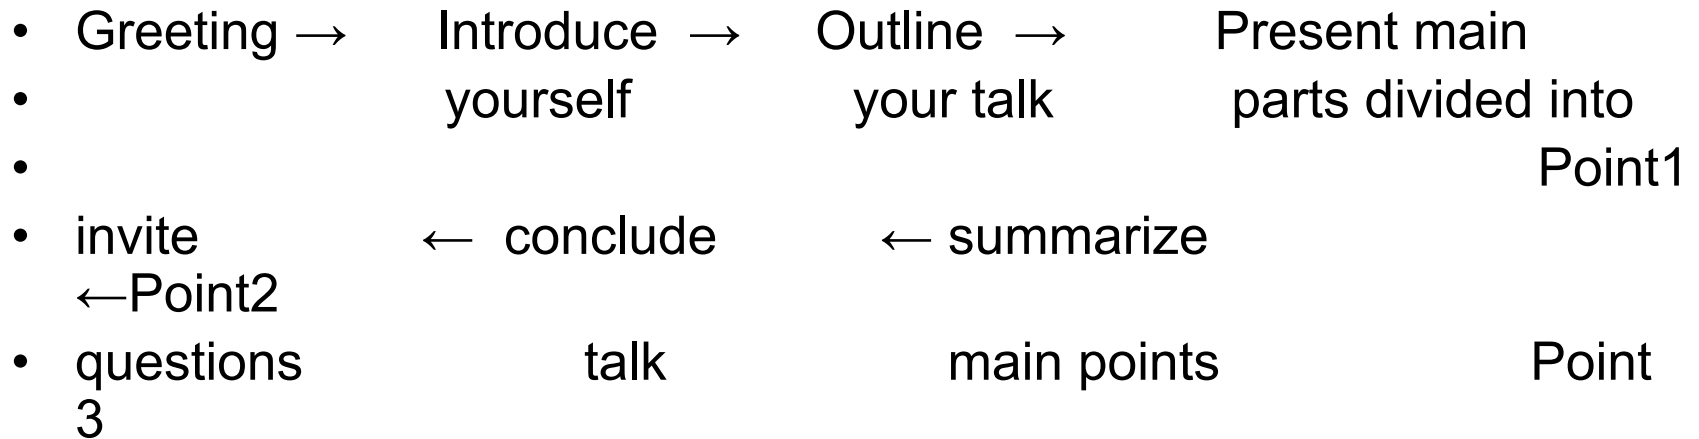 • Greeting → Introduce → Outline → Present main
• yourself your talk parts divided into
• Point1
• invite ← conclude ← summarize
←Point2
• questions talk main points Point
3